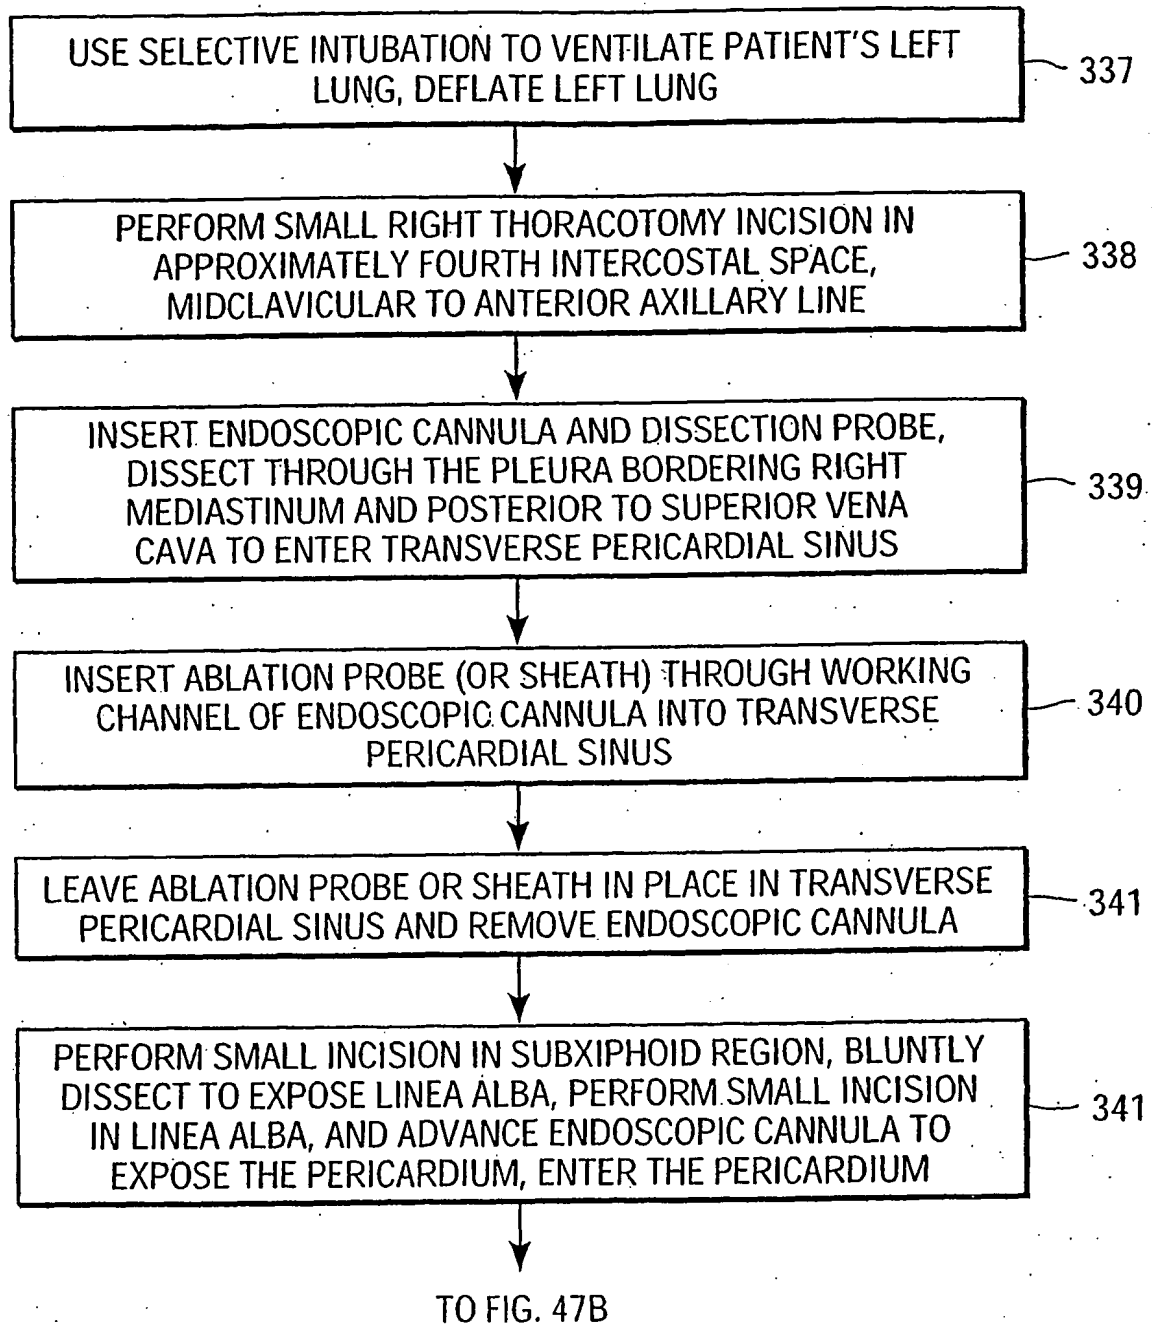 USE SELECTIVE INTUBATION TO VENTILATE PATIENT'S LEFT
LUNG, DEFLATE LEFT LUNG
337
PERFORM SMALL RIGHT THORACOTOMY INCISION IN
APPROXIMATELY FOURTH INTERCOSTAL SPACE,
MIDCLAVICULAR TO ANTERIOR AXILLARY LINE
338
INSERT ENDOSCOPIC CANNULA AND DISSECTION PROBE,
DISSECT THROUGH THE PLEURA BORDERING RIGHT
MEDIASTINUM AND POSTERIOR TO SUPERIOR VENA
CAVA TO ENTER TRANSVERSE PERICARDIAL SINUS
339
INSERT ABLATION PROBE (OR SHEATH) THROUGH WORKING
CHANNEL OF ENDOSCOPIC CANNULA INTO TRANSVERSE
PERICARDIAL SINUS
340
LEAVE ABLATION PROBE OR SHEATH IN PLACE IN TRANSVERSE
PERICARDIAL SINUS AND REMOVE ENDOSCOPIC CANNULA
341
PERFORM SMALL INCISION IN SUBXIPHOID REGION, BLUNTLY
DISSECT TO EXPOSE LINEA ALBA, PERFORM SMALL INCISION
IN LINEA ALBA, AND ADVANCE ENDOSCOPIC CANNULA TO
EXPOSE THE PERICARDIUM, ENTER THE PERICARDIUM
341
TO FIG. 47B